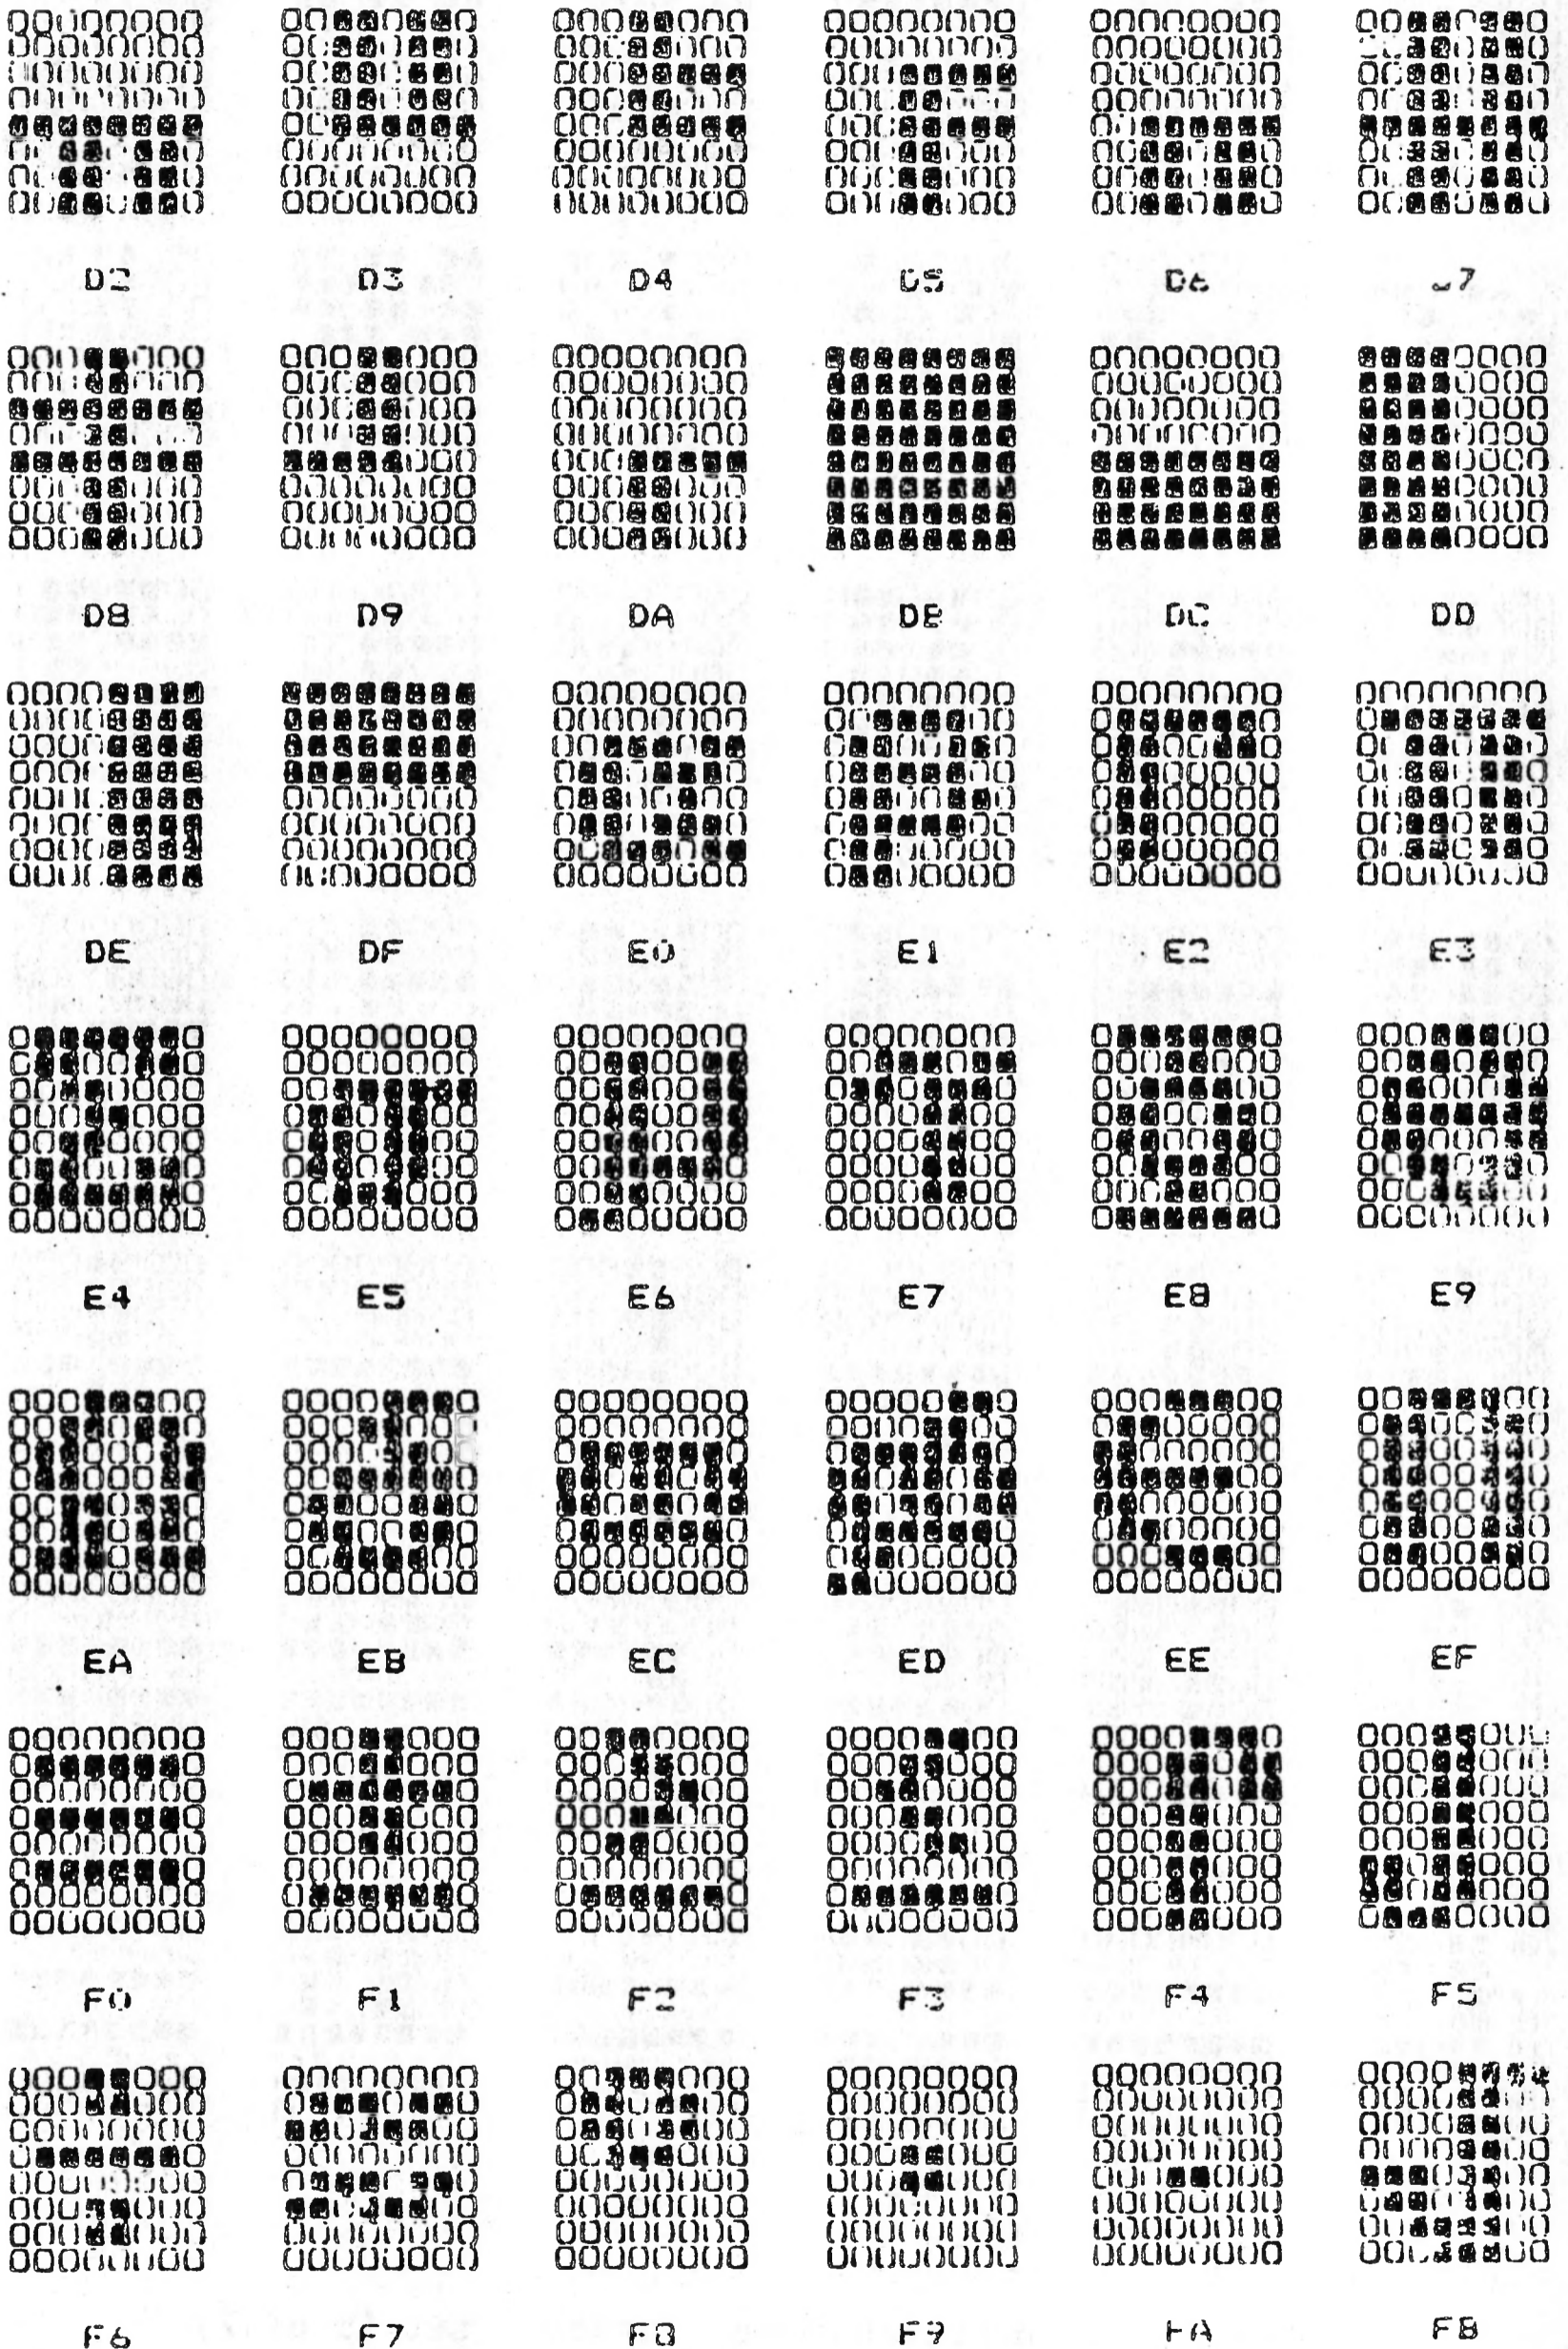 D2 D3 D4 D5 D6 D7
D8 D9 DA DB DC DD
DE DF E0 E1 E2 E3
E4 E5 E6 E7 E8 E9
EA EB EC ED EE EF
F0 F1 F2 F3 F4 F5
F6 F7 F8 F9 FA FB